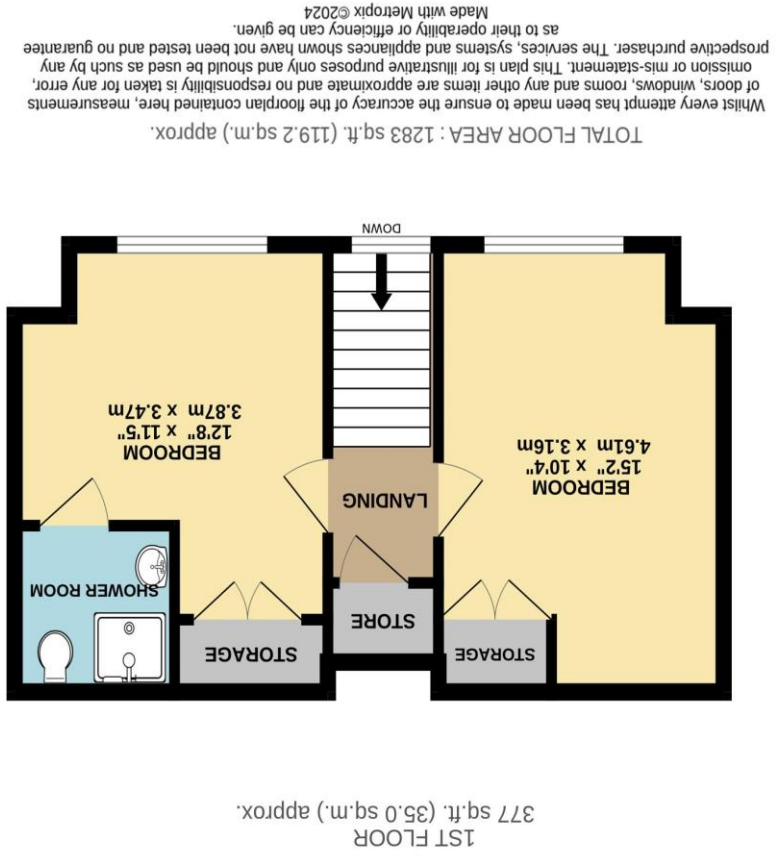 1ST FLOOR
377 sq.ft. (35.0 sq.m.) approx.
STORAGE
STORE
STORAGE
SHOWER ROOM
LANDING
BEDROOM
15'2" x 10'4"
4.61m x 3.16m
BEDROOM
12'8" x 11'5"
3.87m x 3.47m
DOWN
TOTAL FLOOR AREA : 1283 sq.ft. (119.2 sq.m.) approx.
Whilst every attempt has been made to ensure the accuracy of the floorplan contained here, measurements
of doors, windows, rooms and any other items are approximate and no responsibility is taken for any error,
omission or mis-statement. This plan is for illustrative purposes only and should be used as such by any
prospective purchaser. The services, systems and appliances shown have not been tested and no guarantee
as to their operability or efficiency can be given.
Made with Metropix ©2024